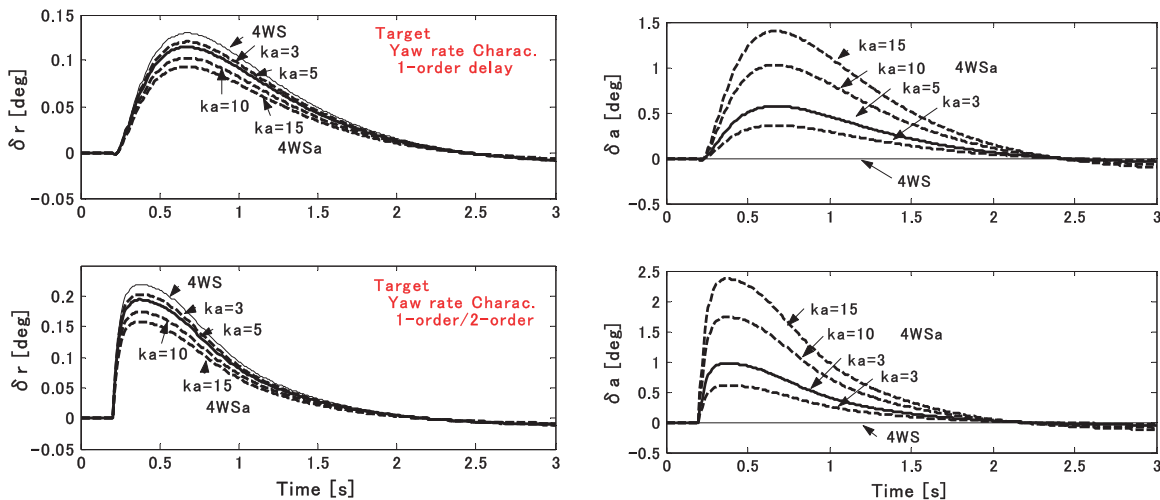 0.15
0.1
0.05
0
-0.05
δ r [deg]
4WS
ka=3
ka=5
ka=10
ka=15
4WSa
Target
Yaw rate Charac.
1-order delay
0 0.5 1 1.5 2 2.5 3
1.5
1.0
0.5
0
-0.5
δ a [deg]
ka=15
ka=10
4WSa
ka=5
ka=3
4WS
0 0.5 1 1.5 2 2.5 3
0.2
0.15
0.1
0.05
0
-0.05
δ r [deg]
4WS
ka=3
ka=5
ka=10
ka=15
4WSa
Target
Yaw rate Charac.
1-order/2-order
0 0.5 1 1.5 2 2.5 3
Time [s]
2.5
2.0
1.5
1.0
0.5
0
-0.5
δ a [deg]
ka=15
ka=10
4WSa
ka=3
ka=3
4WS
0 0.5 1 1.5 2 2.5 3
Time [s]